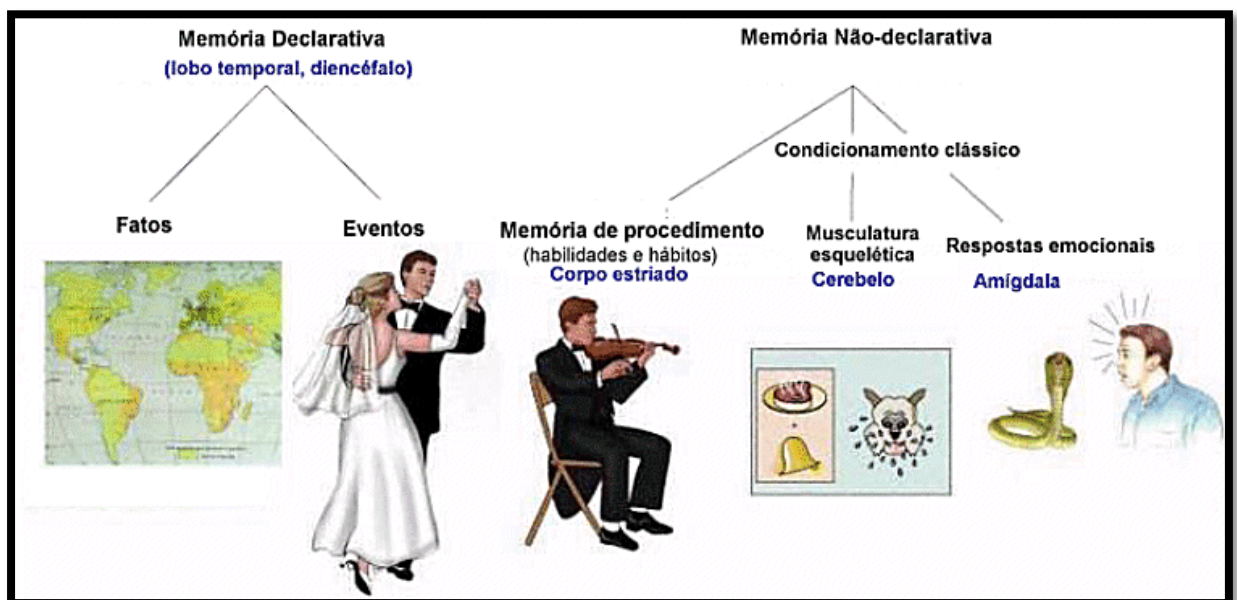 Memória Declarativa
(lobo temporal, diencéfalo)
Fatos
Eventos
Memória Não-declarativa
Condicionamento clássico
Memória de procedimento
(habilidades e hábitos)
Corpo estriado
Musculatura
esquelética
Cerebelo
Respostas emocionais
Amígdala